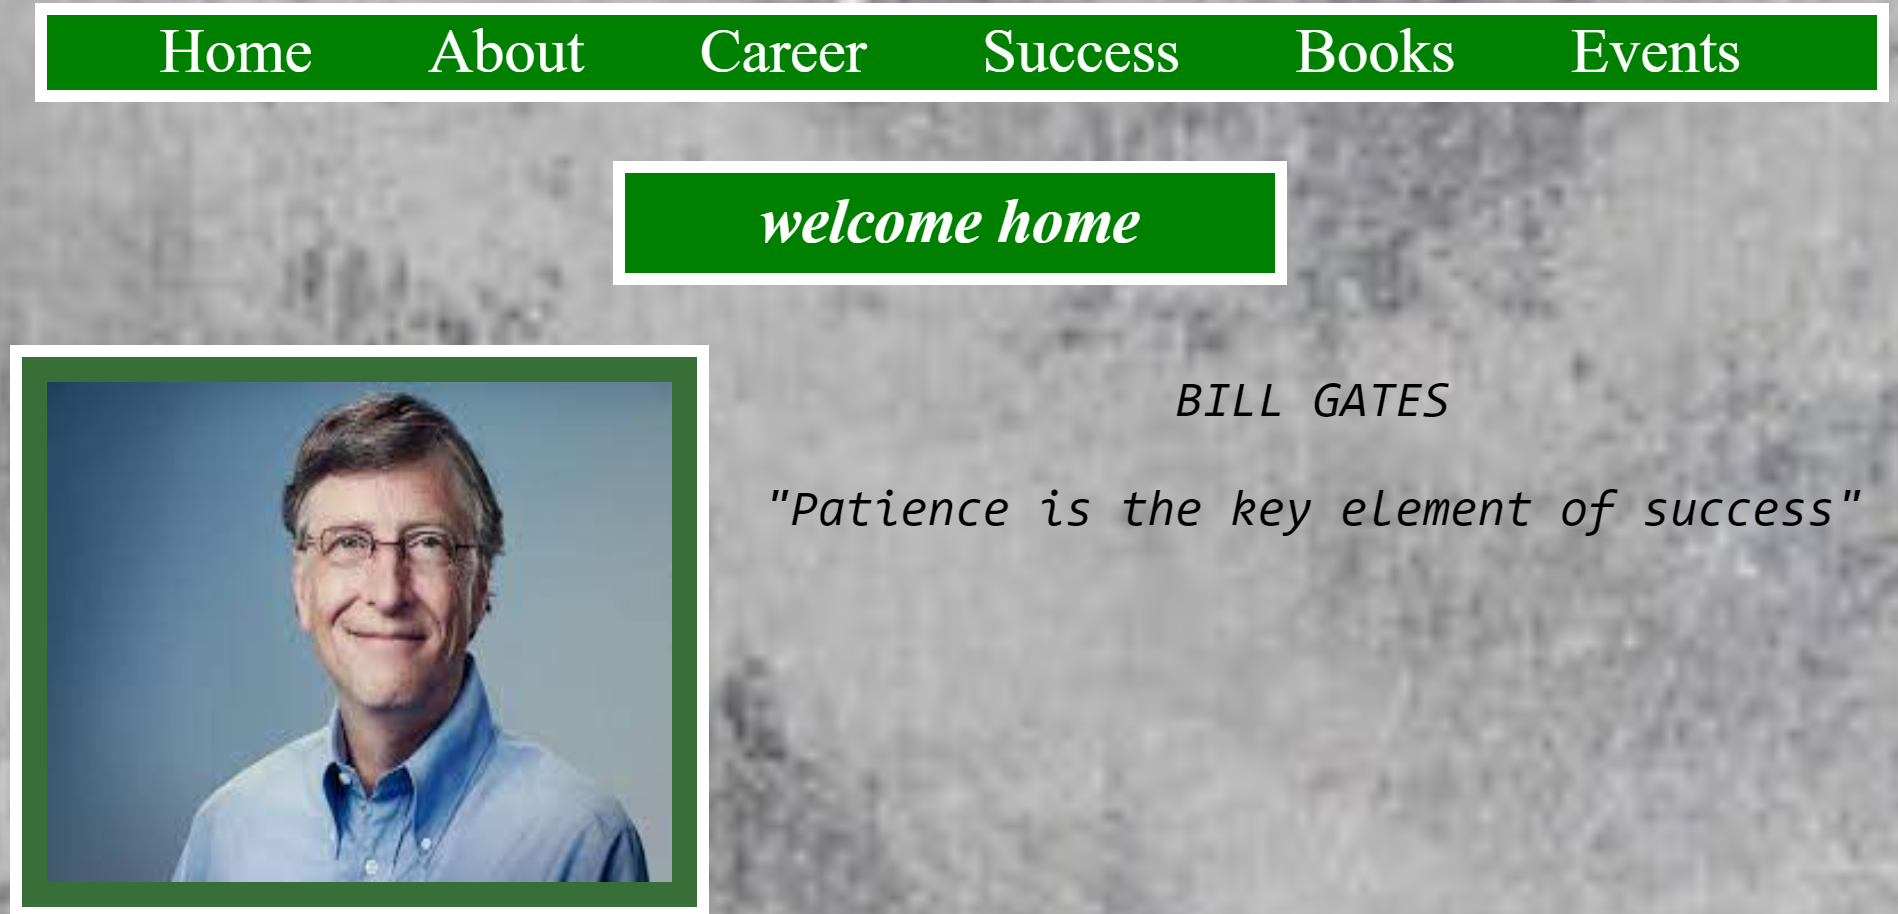 Home About Career Success Books Events
welcome home
BILL GATES
"Patience is the key element of success"